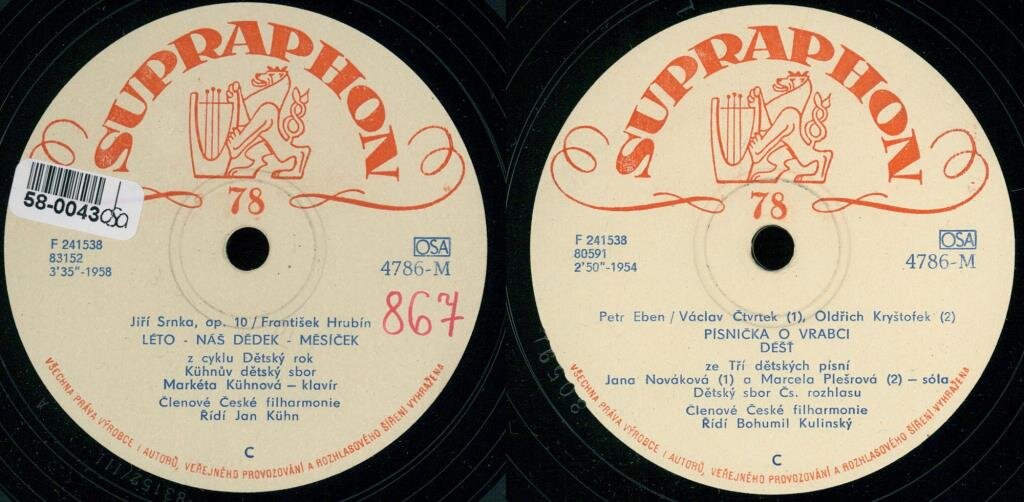 SUPRAPHON
78
58-0043
F 241538
83152
3'35"-1958
OSA
4786-M
867
Jiří Srnka, op. 10 / František Hrubín
LÉTO - NÁŠ DĚDEK - MĚSÍČEK
z cyklu Dětský rok
Kühnův dětský sbor
Markéta Kühnová — klavír
Členové České filharmonie
Řídí Jan Kühn
C
VŠECHNA PRÁVA VÝROBCE I AUTORŮ, VEŘEJNÉHO PROVOZOVÁNÍ A ROZHLASOVÉHO ŠÍŘENÍ VYHRAŽENA
SUPRAPHON
78
F 241538
80591
2'50"-1954
OSA
4786-M
Petr Eben / Václav Čtvrtek (1), Oldřich Kryštofek (2)
PÍSNIČKA O VRABCI
DÉŠŤ
ze Tří dětských písní
Jana Nováková (1) a Marcela Plešrová (2) — sóla
Dětský sbor Čs. rozhlasu
Členové České filharmonie
Řídí Bohumil Kulinský
C
VŠECHNA PRÁVA VÝROBCE I AUTORŮ, VEŘEJNÉHO PROVOZOVÁNÍ A ROZHLASOVÉHO ŠÍŘENÍ VYHRAŽENA